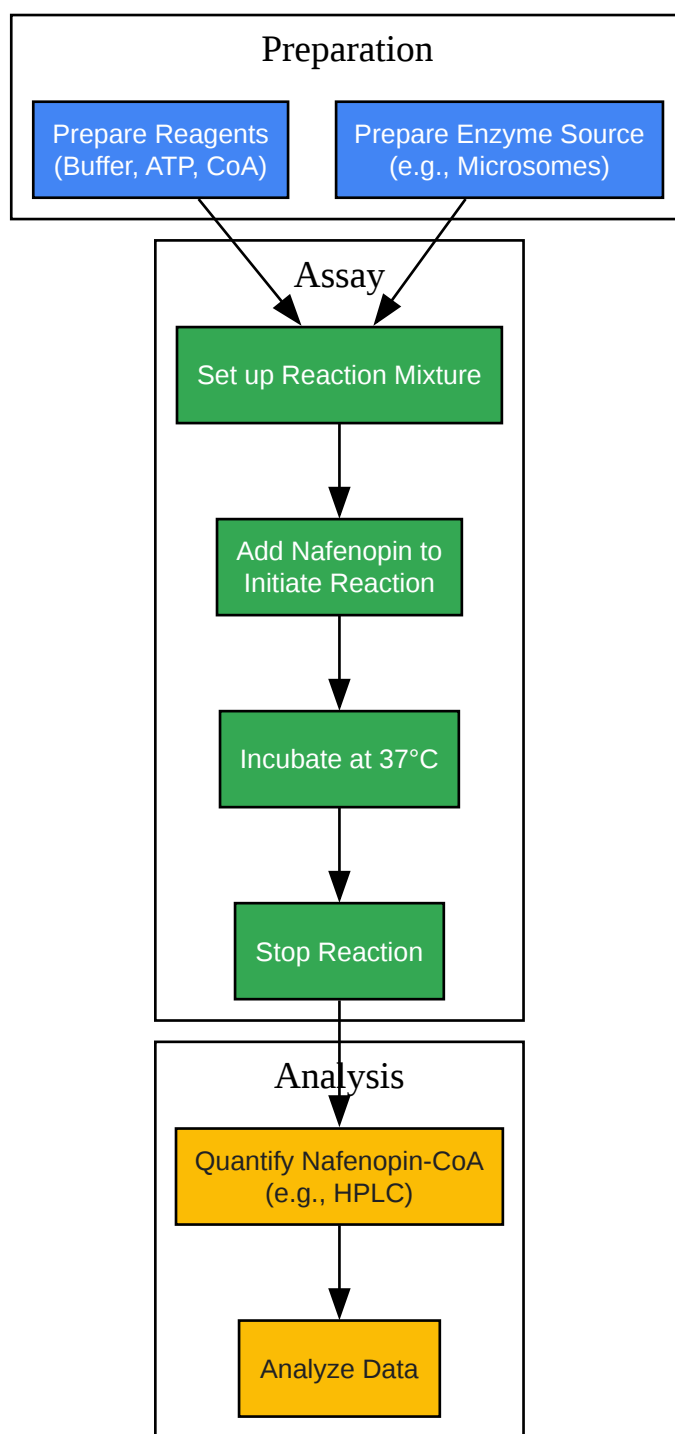 Preparation
Prepare Reagents
(Buffer, ATP, CoA)
Prepare Enzyme Source
(e.g., Microsomes)
Assay
Set up Reaction Mixture
Add Nafenopin to
Initiate Reaction
Incubate at 37°C
Stop Reaction
Analysis
Quantify Nafenopin-CoA
(e.g., HPLC)
Analyze Data